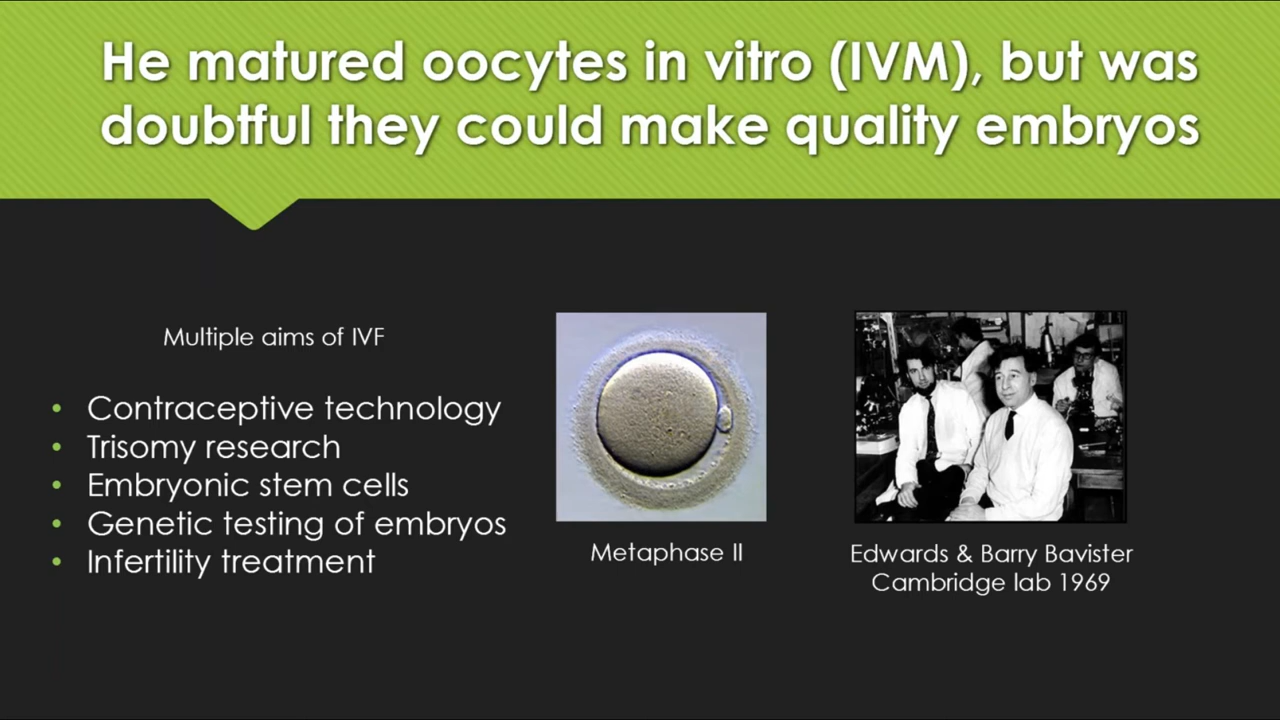 He matured oocytes in vitro (IVM), but was
doubtful they could make quality embryos
Multiple aims of IVF
• Contraceptive technology
• Trisomy research
• Embryonic stem cells
• Genetic testing of embryos
• Infertility treatment
Metaphase II
Edwards & Barry Bavister
Cambridge lab 1969